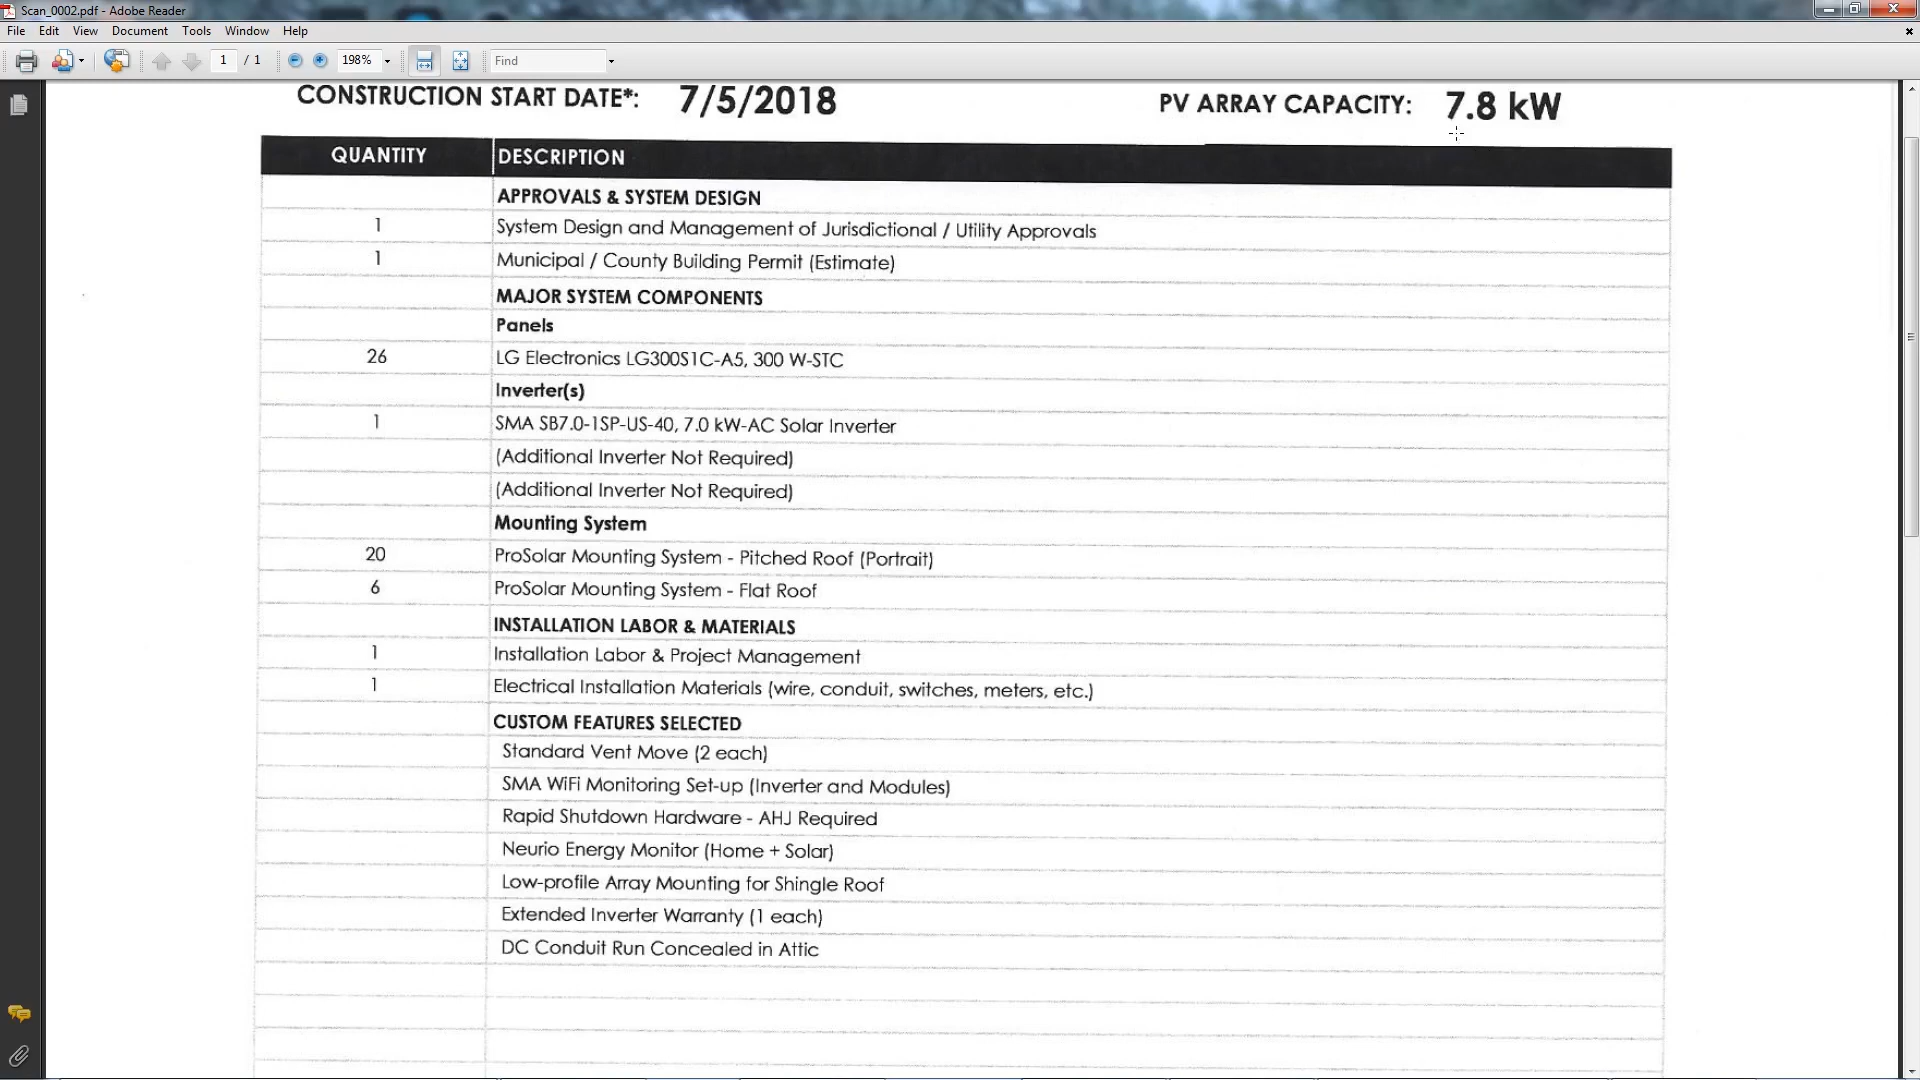 Scan_0002.pdf - Adobe Reader
File Edit View Document Tools Window Help
1 / 1 198% Find
CONSTRUCTION START DATE*: 7/5/2018 PV ARRAY CAPACITY: 7.8 kW
QUANTITY DESCRIPTION
APPROVALS & SYSTEM DESIGN
1 System Design and Management of Jurisdictional / Utility Approvals
1 Municipal / County Building Permit (Estimate)
MAJOR SYSTEM COMPONENTS
Panels
26 LG Electronics LG300S1C-A5, 300 W-STC
Inverter(s)
1 SMA SB7.0-1SP-US-40, 7.0 kW-AC Solar Inverter
(Additional Inverter Not Required)
(Additional Inverter Not Required)
Mounting System
20 ProSolar Mounting System - Pitched Roof (Portrait)
6 ProSolar Mounting System - Flat Roof
INSTALLATION LABOR & MATERIALS
1 Installation Labor & Project Management
1 Electrical Installation Materials (wire, conduit, switches, meters, etc.)
CUSTOM FEATURES SELECTED
Standard Vent Move (2 each)
SMA WiFi Monitoring Set-up (Inverter and Modules)
Rapid Shutdown Hardware - AHJ Required
Neurio Energy Monitor (Home + Solar)
Low-profile Array Mounting for Shingle Roof
Extended Inverter Warranty (1 each)
DC Conduit Run Concealed in Attic